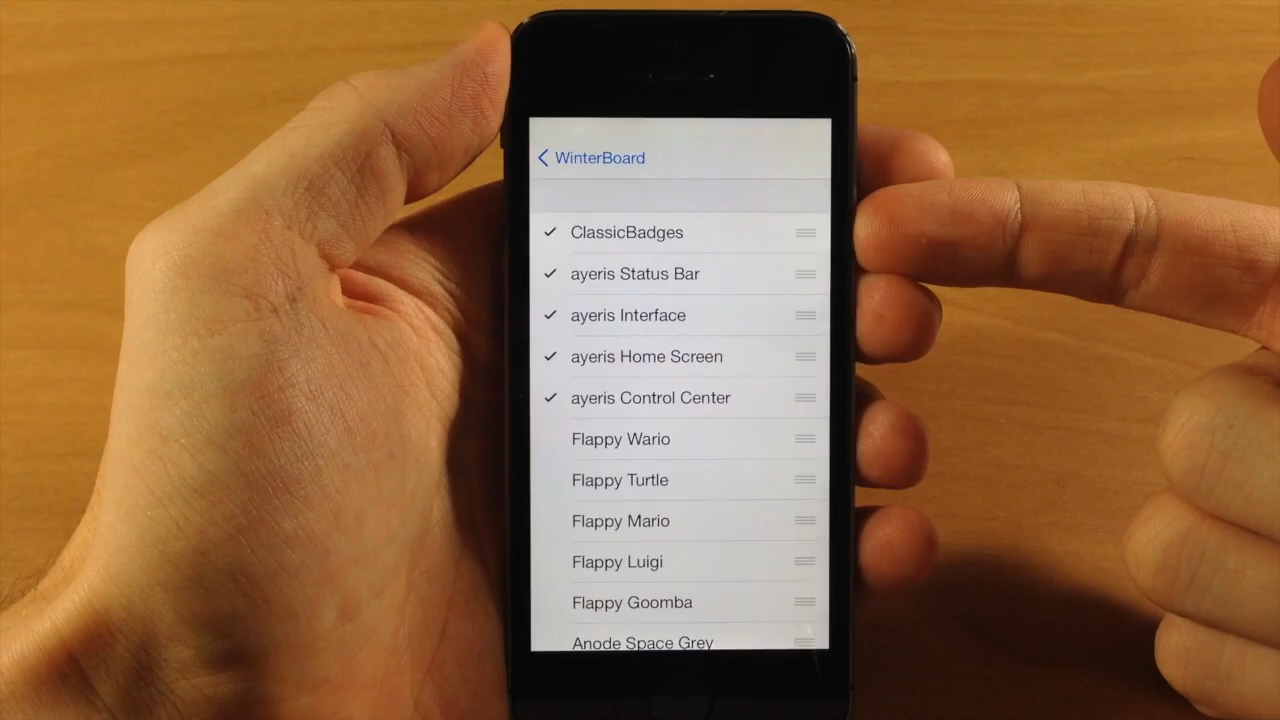 WinterBoard
ClassicBadges
ayeris Status Bar
ayeris Interface
ayeris Home Screen
ayeris Control Center
Flappy Wario
Flappy Turtle
Flappy Mario
Flappy Luigi
Flappy Goomba
Anode Space Grey